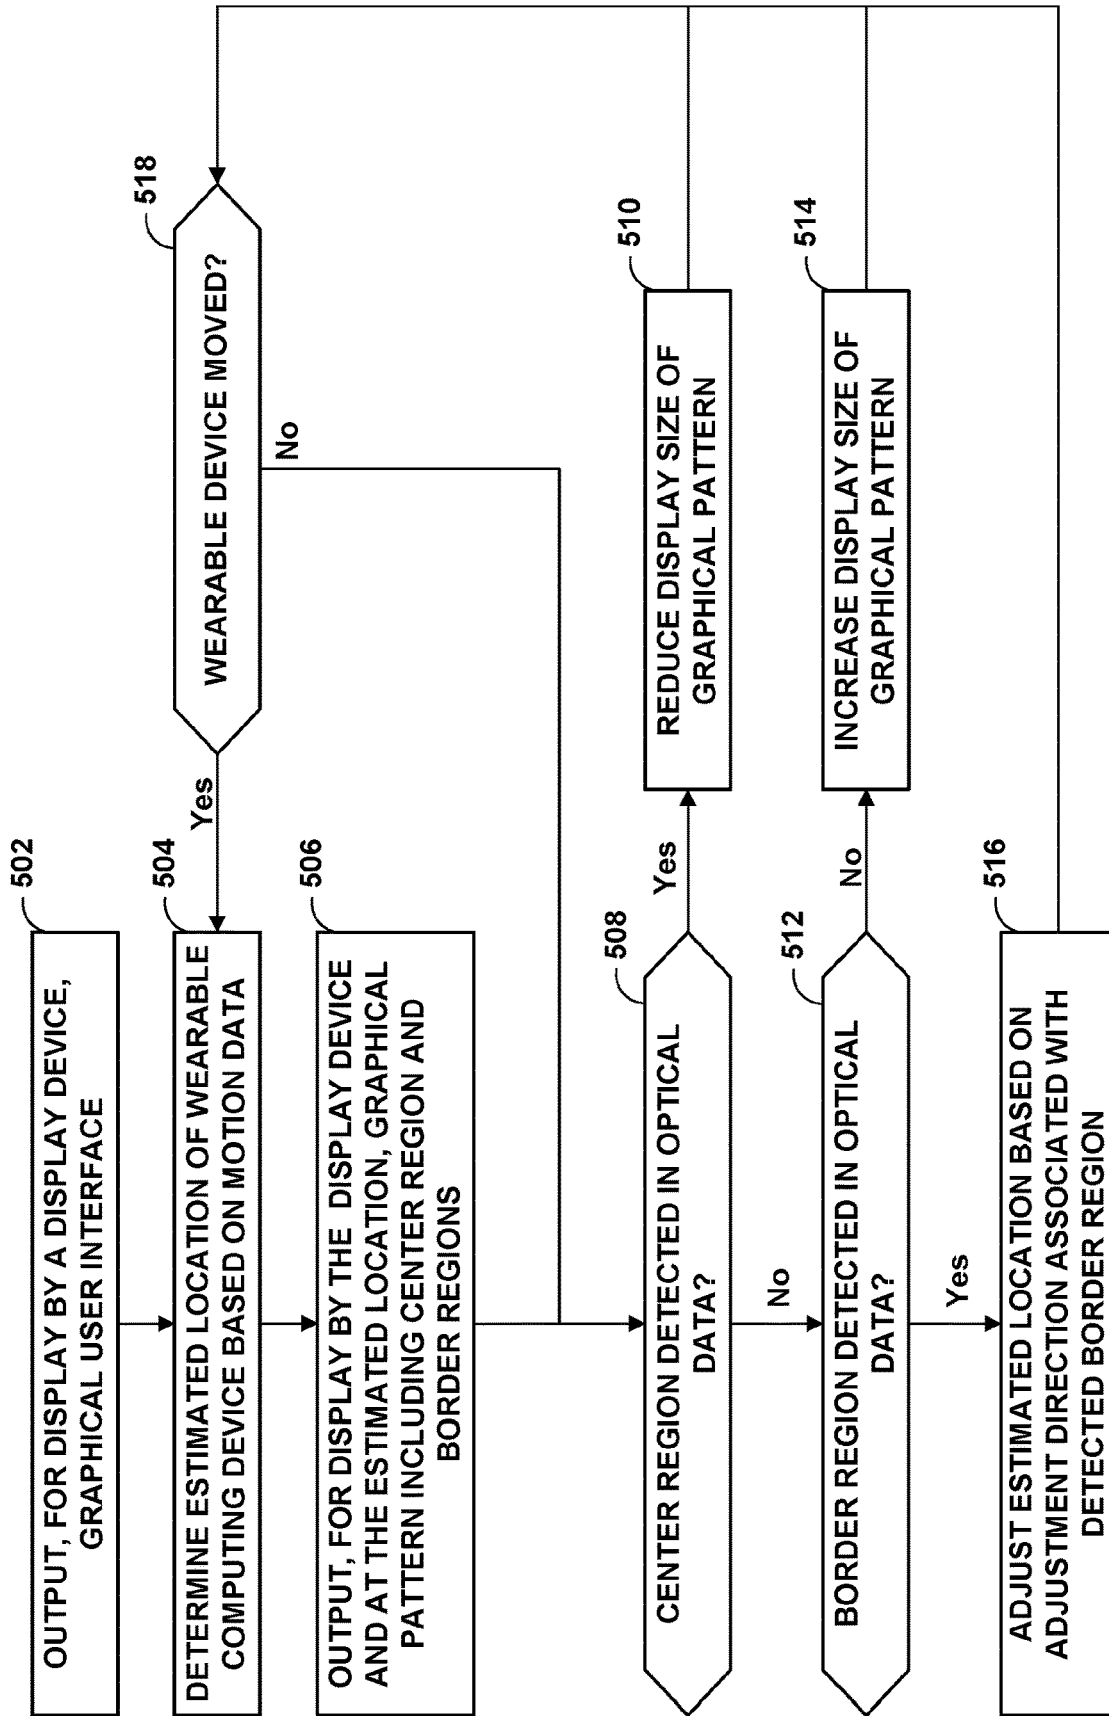 502
OUTPUT, FOR DISPLAY BY A DISPLAY DEVICE,
GRAPHICAL USER INTERFACE
504
DETERMINE ESTIMATED LOCATION OF WEARABLE
COMPUTING DEVICE BASED ON MOTION DATA
Yes
518
WEARABLE DEVICE MOVED?
No
506
OUTPUT, FOR DISPLAY BY THE DISPLAY DEVICE
AND AT THE ESTIMATED LOCATION, GRAPHICAL
PATTERN INCLUDING CENTER REGION AND
BORDER REGIONS
508
CENTER REGION DETECTED IN OPTICAL
DATA?
Yes
510
REDUCE DISPLAY SIZE OF
GRAPHICAL PATTERN
No
512
BORDER REGION DETECTED IN OPTICAL
DATA?
No
514
INCREASE DISPLAY SIZE OF
GRAPHICAL PATTERN
Yes
516
ADJUST ESTIMATED LOCATION BASED ON
ADJUSTMENT DIRECTION ASSOCIATED WITH
DETECTED BORDER REGION